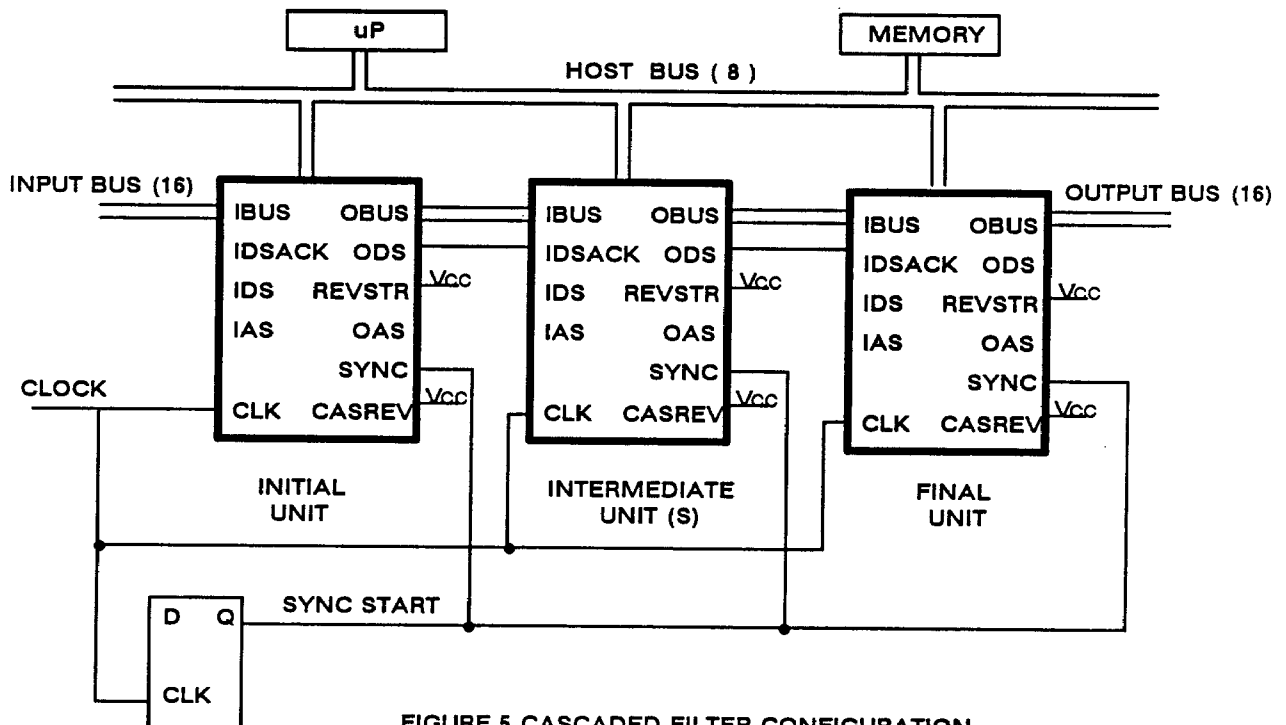 uP
MEMORY
HOST BUS ( 8 )
INPUT BUS (16)
OUTPUT BUS (16)
IBUS OBUS
IDSACK ODS
IDS REVSTR
IAS OAS
SYNC
CLK CASREV
Vcc
Vcc
IBUS OBUS
IDSACK ODS
IDS REVSTR
IAS OAS
SYNC
CLK CASREV
Vcc
Vcc
IBUS OBUS
IDSACK ODS
IDS REVSTR
IAS OAS
SYNC
CLK CASREV
Vcc
Vcc
CLOCK
INITIAL
UNIT
INTERMEDIATE
UNIT (S)
FINAL
UNIT
D Q
SYNC START
CLK
FIGURE 5 CASCADED FILTER CONFIGURATION